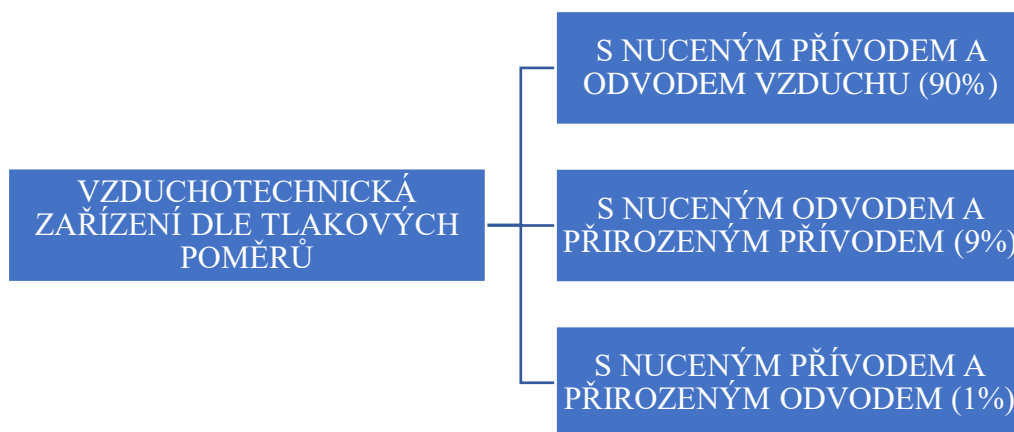 VZDUCHOTECHNICKÁ
ZAŘÍZENÍ DLE TLAKOVÝCH
POMĚRŮ
S NUCENÝM PŘÍVODEM A
ODVODEM VZDUCHU (90%)
S NUCENÝM ODVODEM A
PŘIROZENÝM PŘÍVODEM (9%)
S NUCENÝM PŘÍVODEM A
PŘIROZENÝM ODVODEM (1%)